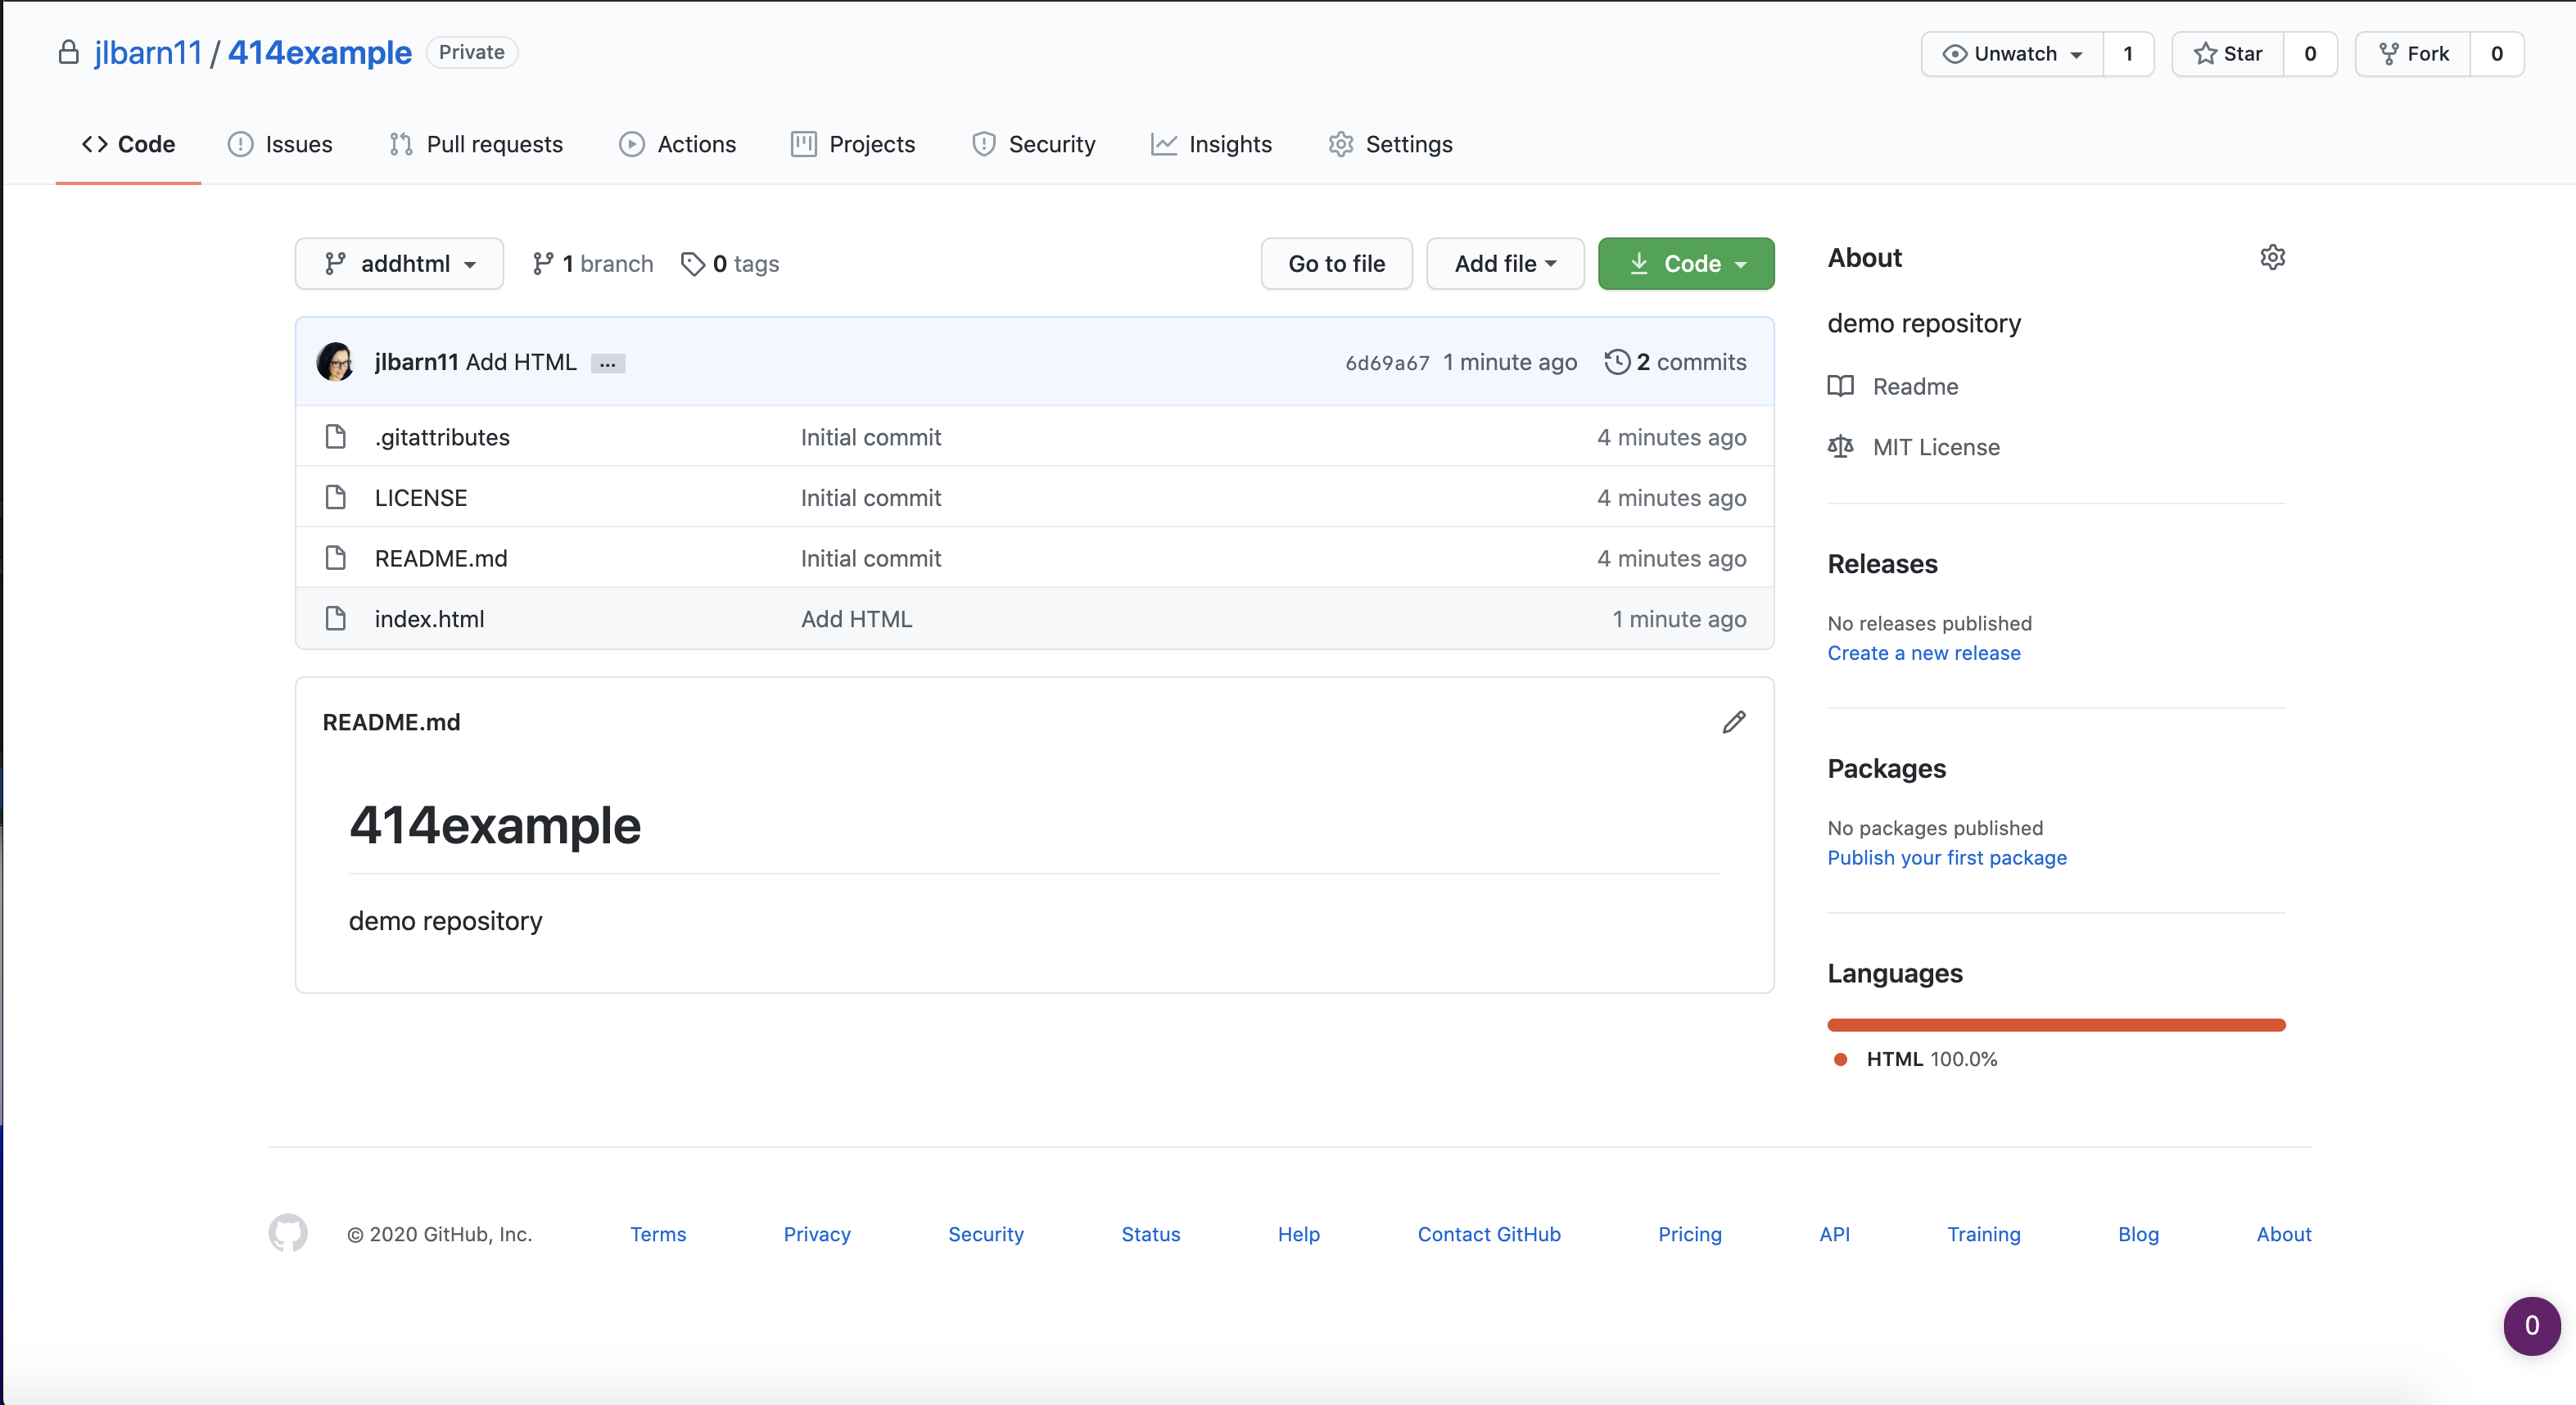 jlbarn11 / 414example Private Unwatch 1 Star 0 Fork 0
Code Issues Pull requests Actions Projects Security Insights Settings
addhtml 1 branch 0 tags Go to file Add file Code
jlbarn11 Add HTML ... 6d69a67 1 minute ago 2 commits
.gitattributes Initial commit 4 minutes ago
LICENSE Initial commit 4 minutes ago
README.md Initial commit 4 minutes ago
index.html Add HTML 1 minute ago
README.md
414example
demo repository
About
demo repository
Readme
MIT License
Releases
No releases published
Create a new release
Packages
No packages published
Publish your first package
Languages
HTML 100.0%
© 2020 GitHub, Inc. Terms Privacy Security Status Help Contact GitHub Pricing API Training Blog About
0